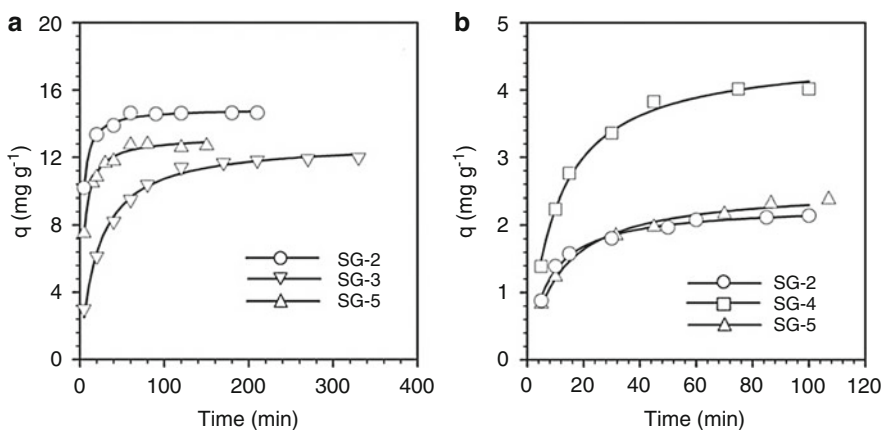 a
20
16
12
8
4
0
q (mg g⁻¹)
0 100 200 300 400
Time (min)
SG-2
SG-3
SG-5
b
5
4
3
2
1
0
q (mg g⁻¹)
0 20 40 60 80 100 120
Time (min)
SG-2
SG-4
SG-5